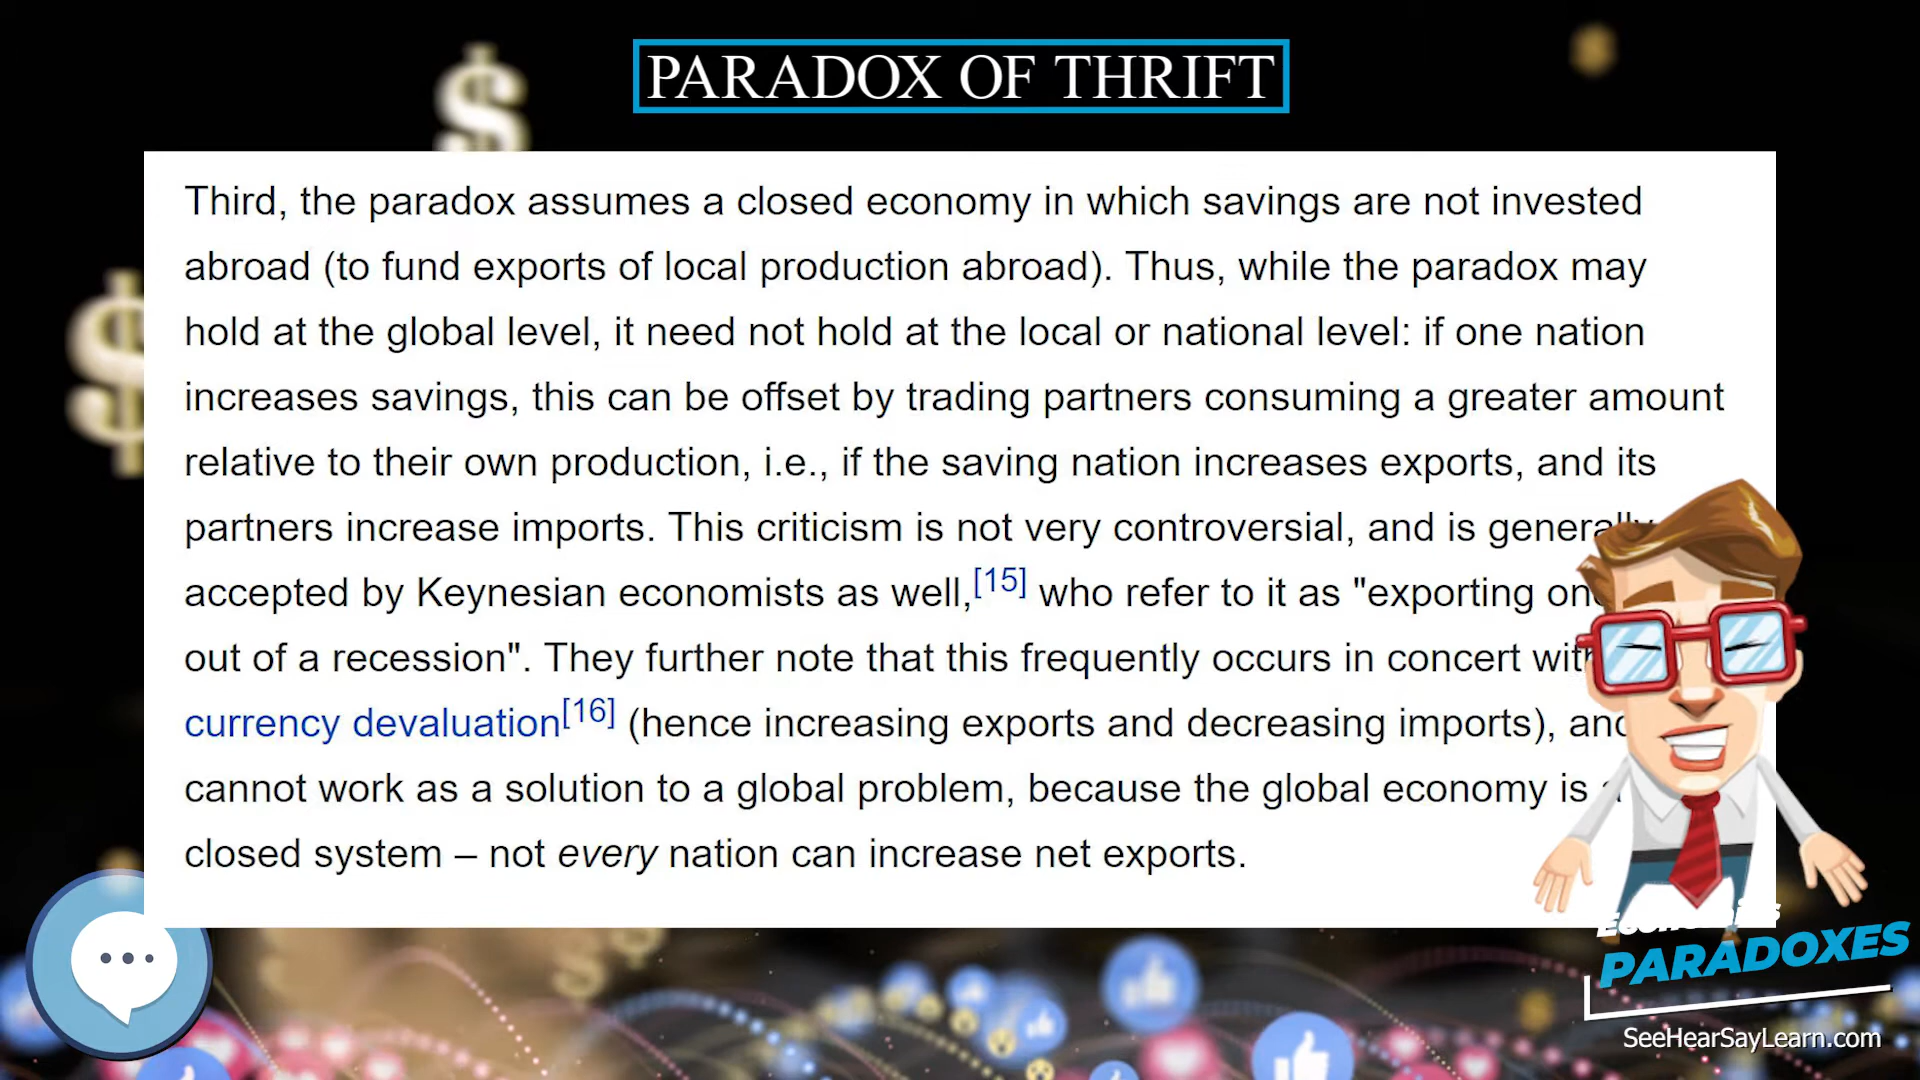 PARADOX OF THRIFT
Third, the paradox assumes a closed economy in which savings are not invested
abroad (to fund exports of local production abroad). Thus, while the paradox may
hold at the global level, it need not hold at the local or national level: if one nation
increases savings, this can be offset by trading partners consuming a greater amount
relative to their own production, i.e., if the saving nation increases exports, and its
partners increase imports. This criticism is not very controversial, and is generally
accepted by Keynesian economists as well,[15] who refer to it as "exporting
out of a recession". They further note that this frequently occurs in concert with
currency devaluation[16] (hence increasing exports and decreasing imports), and
cannot work as a solution to a global problem, because the global economy is a
closed system – not every nation can increase net exports.
PARADOXES
SeeHearSayLearn.com